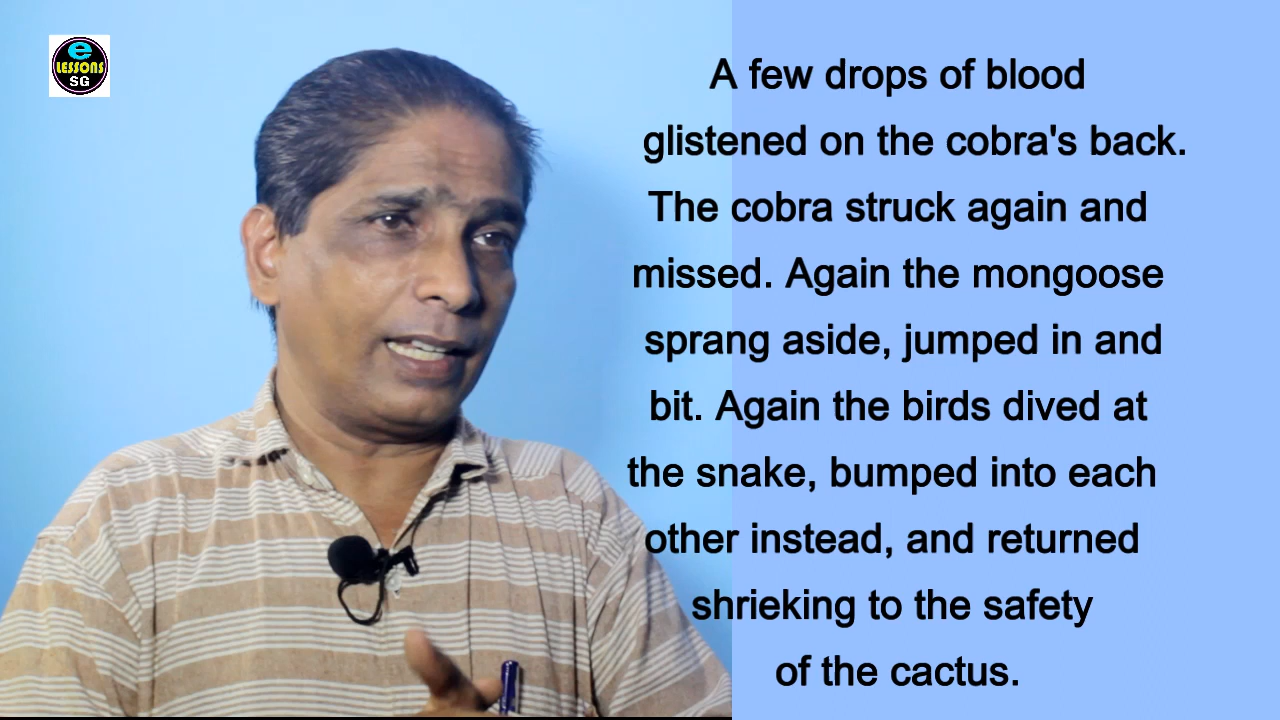 e
LESSONS
SG
A few drops of blood
glistened on the cobra's back.
The cobra struck again and
missed. Again the mongoose
sprang aside, jumped in and
bit. Again the birds dived at
the snake, bumped into each
other instead, and returned
shrieking to the safety
of the cactus.